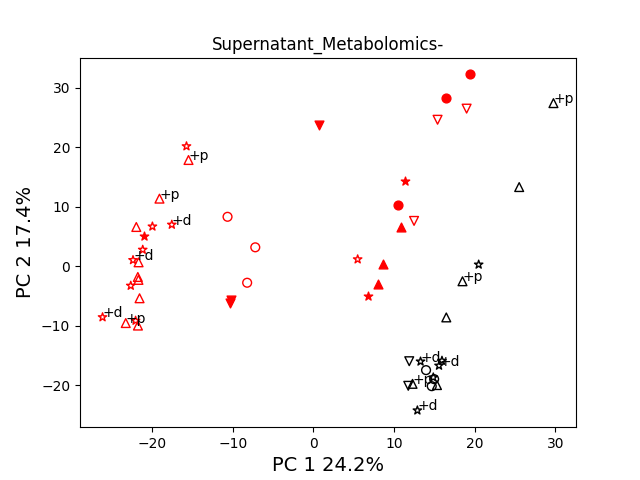 Supernatant_Metabolomics-
PC 2 17.4%
30
20
10
0
−10
−20
+p
+p
+p
+d
+d
+p
+d
+p
+d
+d
+p
+d
−20
−10
0
10
20
30
PC 1 24.2%